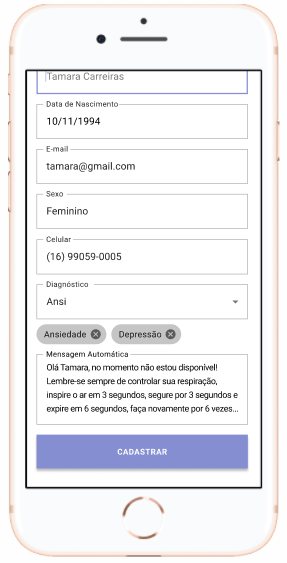 Tamara Carreiras
Data de Nascimento
10/11/1994
E-mail
tamara@gmail.com
Sexo
Feminino
Celular
(16) 99059-0005
Diagnóstico
Ansi
Ansiedade Depressão
Mensagem Automática
Olá Tamara, no momento não estou disponível!
Lembre-se sempre de controlar sua respiração,
inspire o ar em 3 segundos, segure por 3 segundos e
expire em 6 segundos, faça novamente por 6 vezes...
CADASTRAR